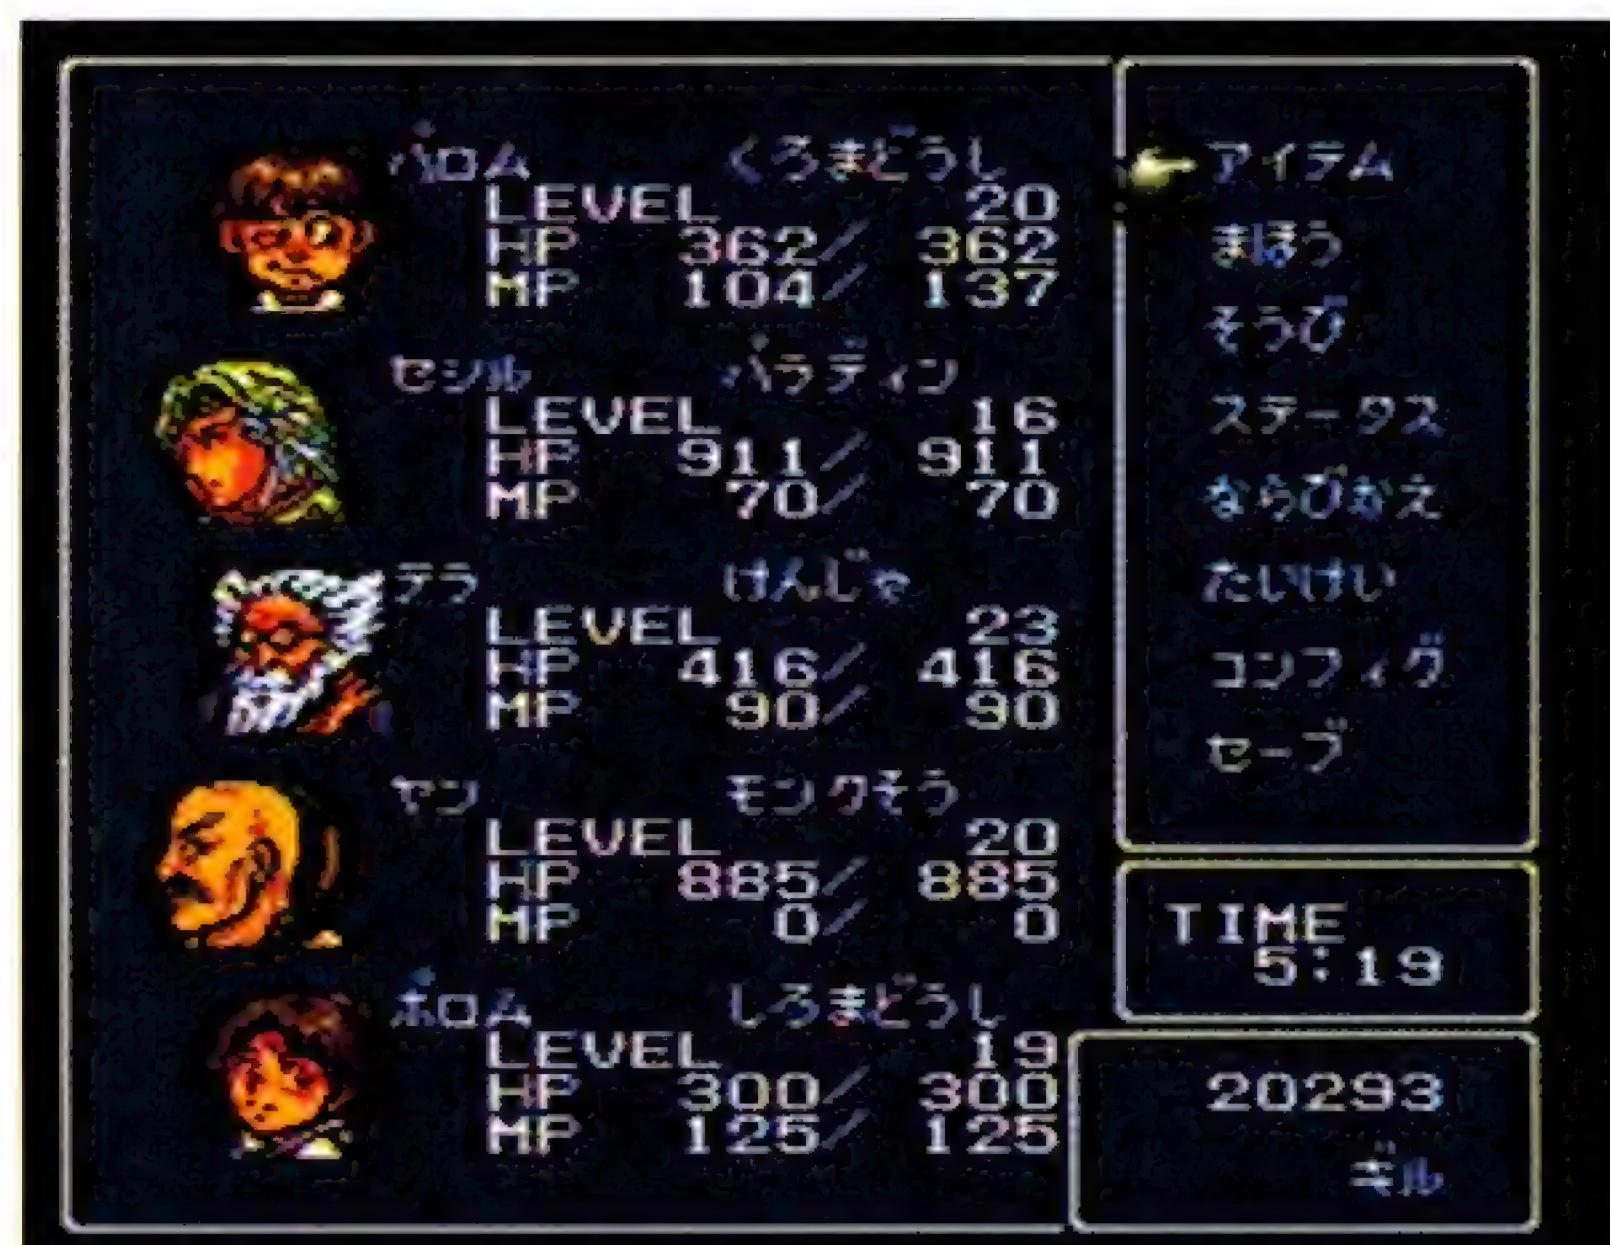 パロム くろまどうし
LEVEL 20
HP 362/ 362
MP 104/ 137
セシル パラディン
LEVEL 16
HP 911/ 911
MP 70/ 70
テラ けんじゃ
LEVEL 23
HP 416/ 416
MP 90/ 90
ヤン モンクそう
LEVEL 20
HP 885/ 885
MP 0/ 0
ポロム しろまどうし
LEVEL 19
HP 300/ 300
MP 125/ 125
アイテム
まほう
そうび
ステータス
ならびかえ
たいけい
コンフィグ
セーブ
TIME
5:19
20293
ギル